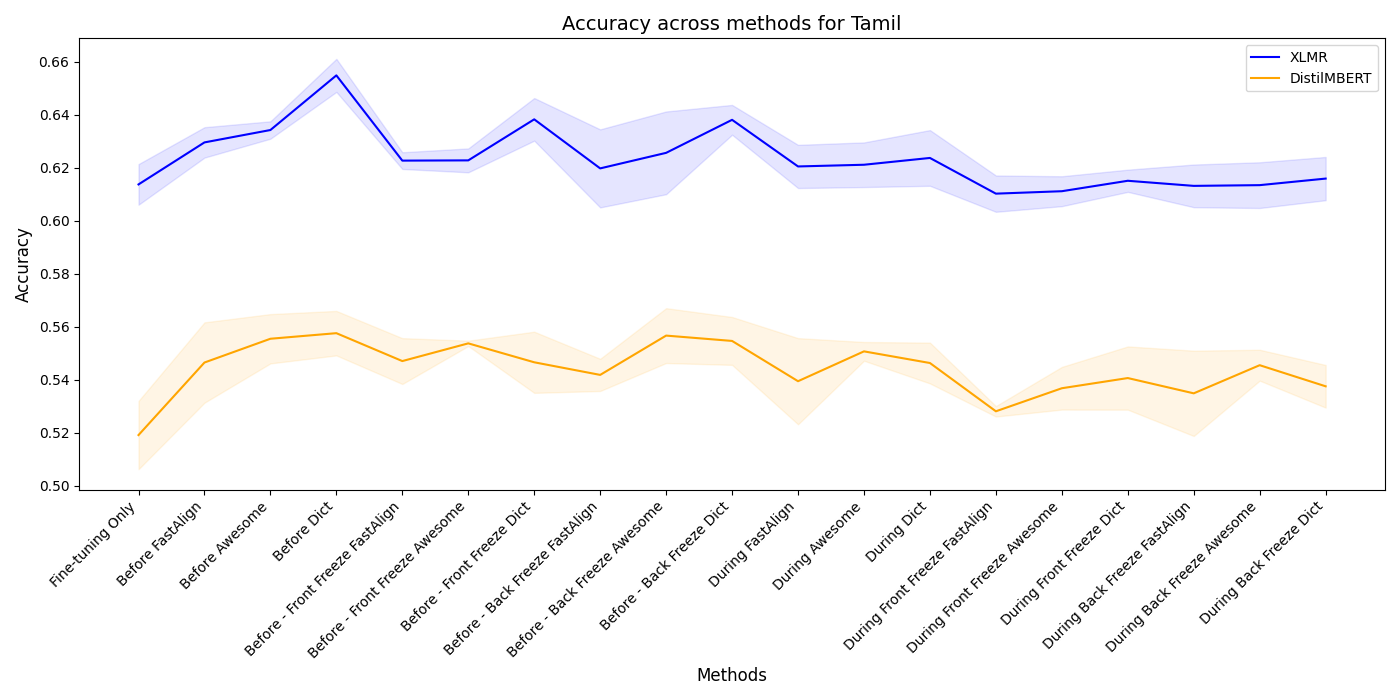 Accuracy across methods for Tamil
XLMR
DistilMBERT
Accuracy
0.66
0.64
0.62
0.60
0.58
0.56
0.54
0.52
0.50
Fine-tuning Only
Before FastAlign
Before Awesome
Before Dict
Before - Front Freeze FastAlign
Before - Front Freeze Awesome
Before - Front Freeze Dict
Before - Back Freeze FastAlign
Before - Back Freeze Awesome
Before - Back Freeze Dict
During FastAlign
During Awesome
During Dict
During Front Freeze FastAlign
During Front Freeze Awesome
During Front Freeze Dict
During Back Freeze FastAlign
During Back Freeze Awesome
During Back Freeze Dict
Methods